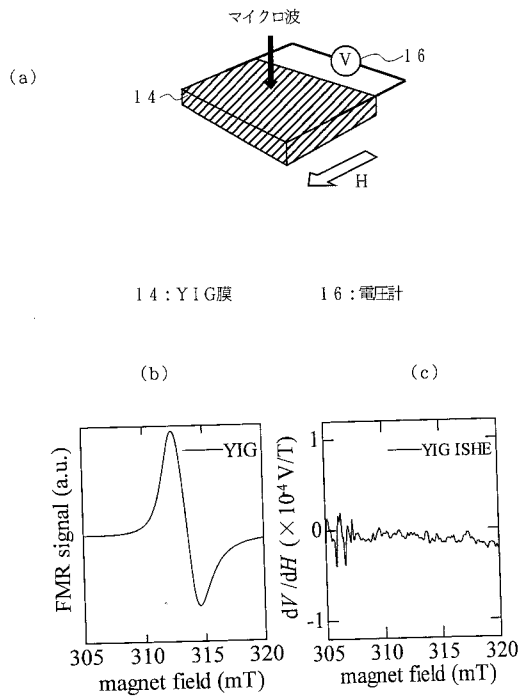 マイクロ波
(a)
V
16
14
H
14:YIG膜 16:電圧計
(b)
(c)
YIG
FMR signal (a.u.)
305 310 315 320
magnet field (mT)
YIG ISHE
dV/dH (×10⁻⁴ V/T)
1
0
-1
305 310 315 320
magnet field (mT)